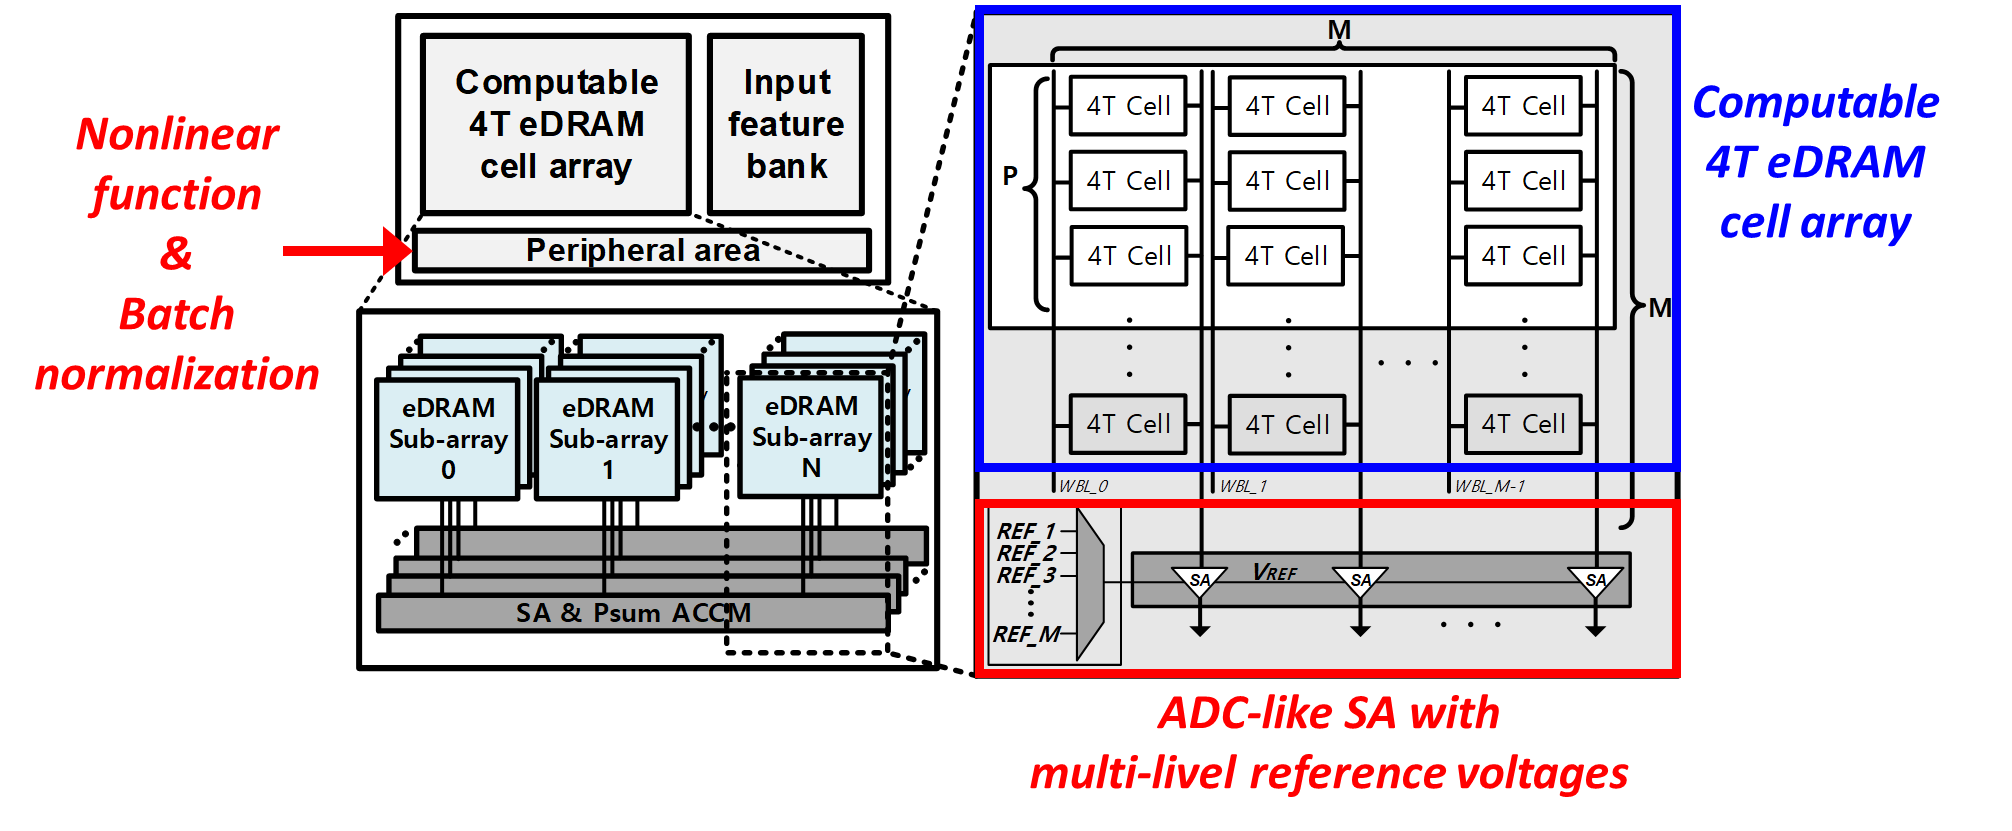 Nonlinear
function
&
Batch
normalization
Computable
4T eDRAM
cell array
Input
feature
bank
Peripheral area
eDRAM
Sub-array
0
eDRAM
Sub-array
1
eDRAM
Sub-array
N
SA & Psum ACCM
M
P
4T Cell 4T Cell 4T Cell
4T Cell 4T Cell 4T Cell
4T Cell 4T Cell 4T Cell
M
4T Cell 4T Cell 4T Cell
WBL_0 WBL_1 WBL_M-1
REF_1
REF_2
REF_3
REF_M
VREF
SA SA SA
Computable
4T eDRAM
cell array
ADC-like SA with
multi-livel reference voltages